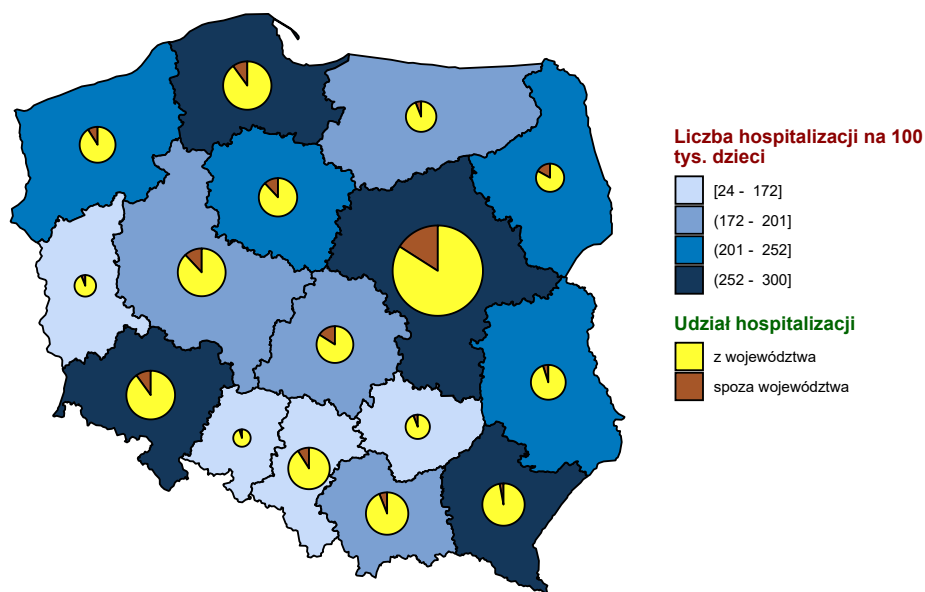 Liczba hospitalizacji na 100
tys. dzieci
[24 - 172]
(172 - 201]
(201 - 252]
(252 - 300]
Udział hospitalizacji
z województwa
spoza województwa